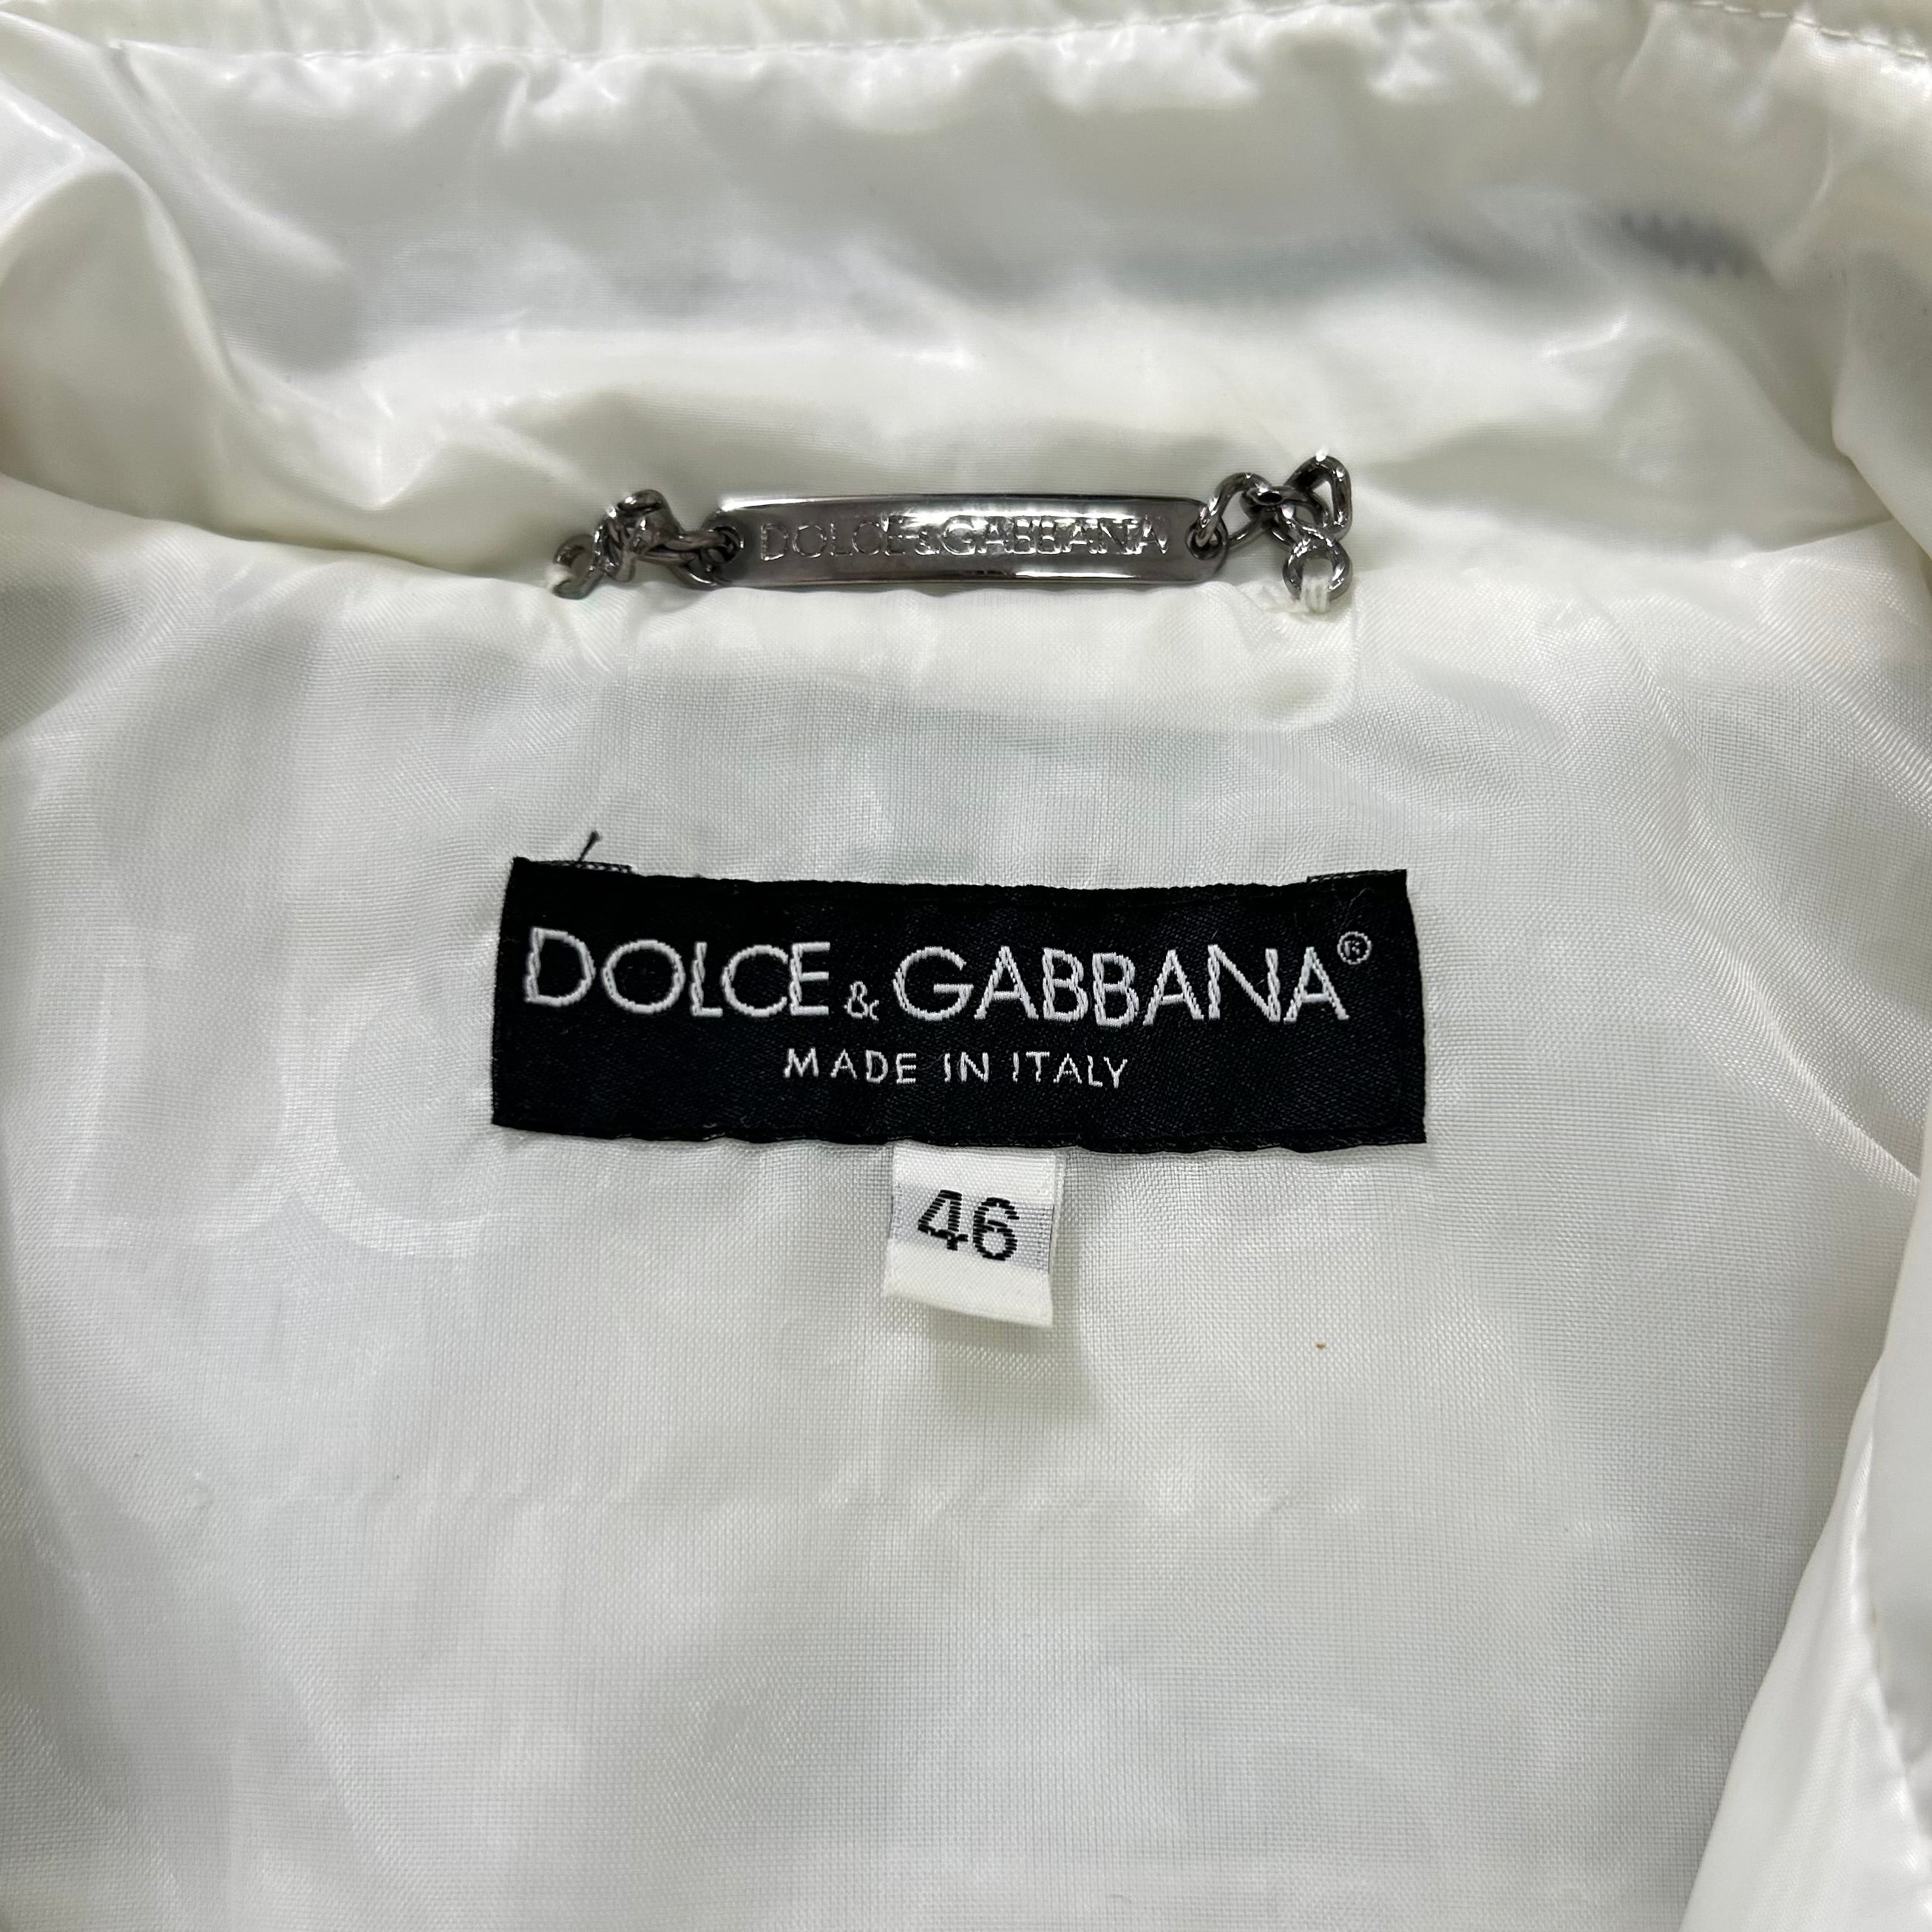 DOLCE&GABBANA
DOLCE & GABBANA®
MADE IN ITALY
46